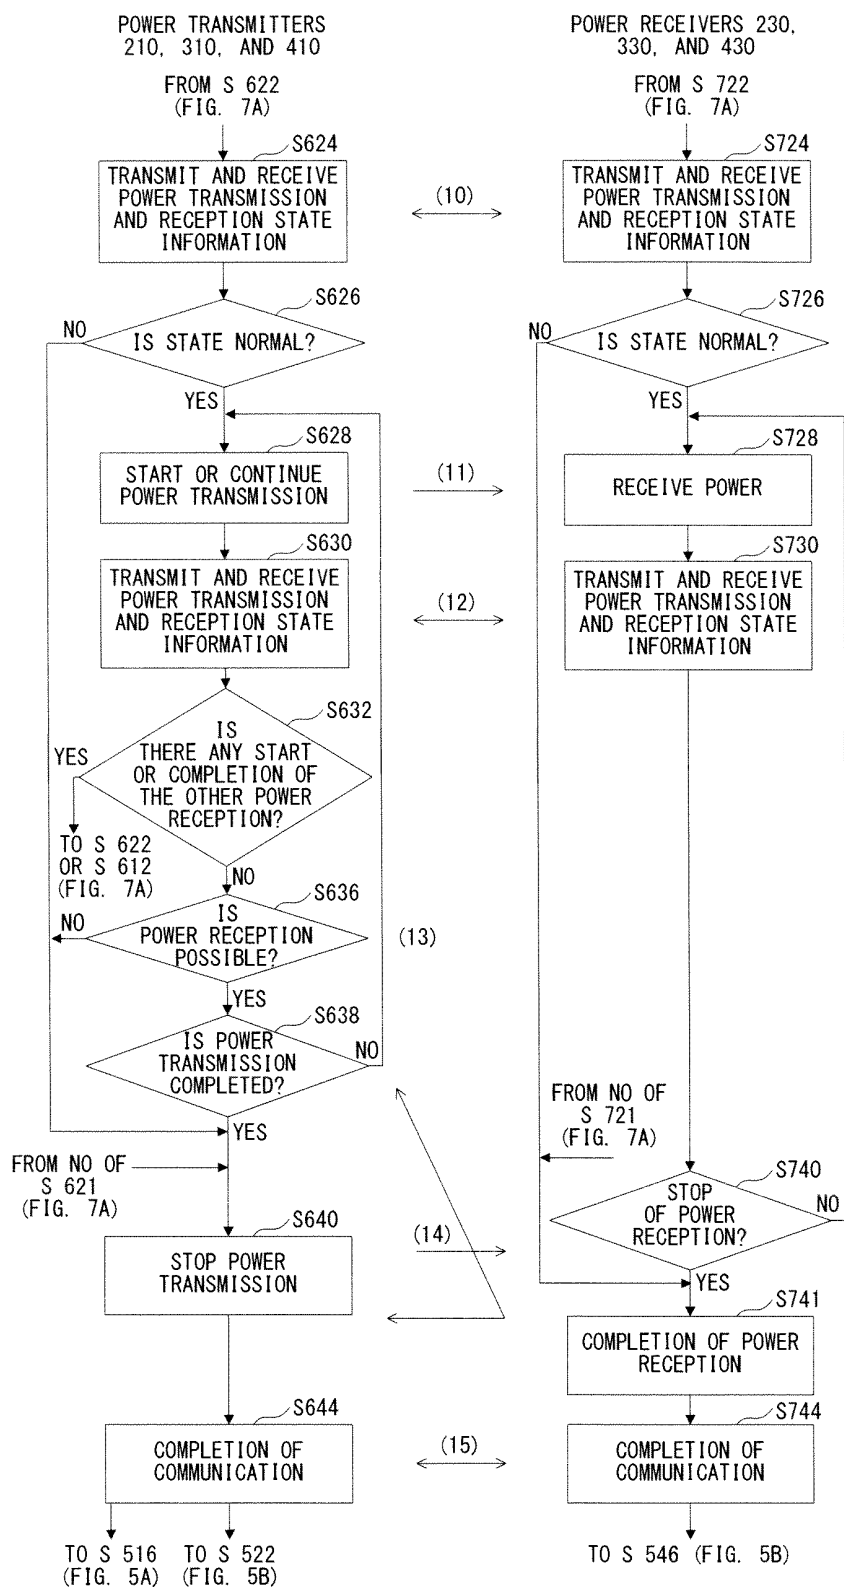 POWER TRANSMITTERS
210, 310, AND 410
FROM S 622
(FIG. 7A)
S624
TRANSMIT AND RECEIVE
POWER TRANSMISSION
AND RECEPTION STATE
INFORMATION
S626
NO
IS STATE NORMAL?
YES
S628
START OR CONTINUE
POWER TRANSMISSION
S630
TRANSMIT AND RECEIVE
POWER TRANSMISSION
AND RECEPTION STATE
INFORMATION
S632
IS
THERE ANY START
OR COMPLETION OF
THE OTHER POWER
RECEPTION?
YES
TO S 622
OR S 612
(FIG. 7A)
NO
S636
IS
POWER RECEPTION
POSSIBLE?
NO
YES
S638
IS POWER
TRANSMISSION
COMPLETED?
NO
YES
FROM NO OF
S 621
(FIG. 7A)
S640
STOP POWER
TRANSMISSION
S644
COMPLETION OF
COMMUNICATION
TO S 516
(FIG. 5A)
TO S 522
(FIG. 5B)
(10)
(11)
(12)
(13)
(14)
(15)
POWER RECEIVERS 230,
330, AND 430
FROM S 722
(FIG. 7A)
S724
TRANSMIT AND RECEIVE
POWER TRANSMISSION
AND RECEPTION STATE
INFORMATION
S726
NO
IS STATE NORMAL?
YES
S728
RECEIVE POWER
S730
TRANSMIT AND RECEIVE
POWER TRANSMISSION
AND RECEPTION STATE
INFORMATION
FROM NO OF
S 721
(FIG. 7A)
S740
STOP
OF POWER
RECEPTION?
NO
YES
S741
COMPLETION OF POWER
RECEPTION
S744
COMPLETION OF
COMMUNICATION
TO S 546 (FIG. 5B)